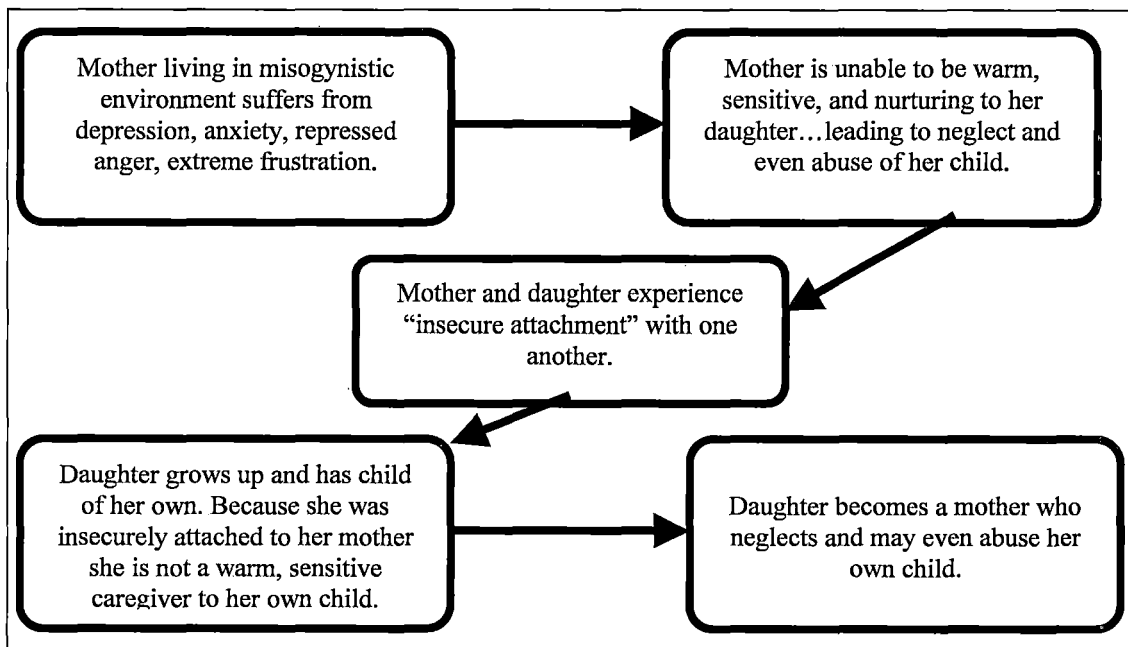 Mother living in misogynistic
environment suffers from
depression, anxiety, repressed
anger, extreme frustration.
Mother is unable to be warm,
sensitive, and nurturing to her
daughter…leading to neglect and
even abuse of her child.
Mother and daughter experience
“insecure attachment” with one
another.
Daughter grows up and has child
of her own. Because she was
insecurely attached to her mother
she is not a warm, sensitive
caregiver to her own child.
Daughter becomes a mother who
neglects and may even abuse her
own child.